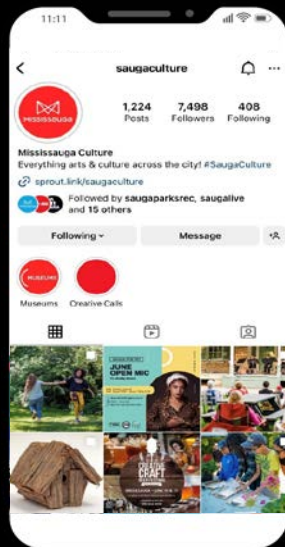 11:11
saugaculture
MISSISSAUGA
1,224 7,498 408
Posts Followers Following
Mississauga Culture
Everything arts & culture across the city! #SaugaCulture
sprout.link/saugaculture
Followed by saugaparksrec, saugalive
and 15 others
Following Message
MUSEUMS
Museums Creative Calls
JUNE
OPEN MIC
CREATIVE
CRAFT